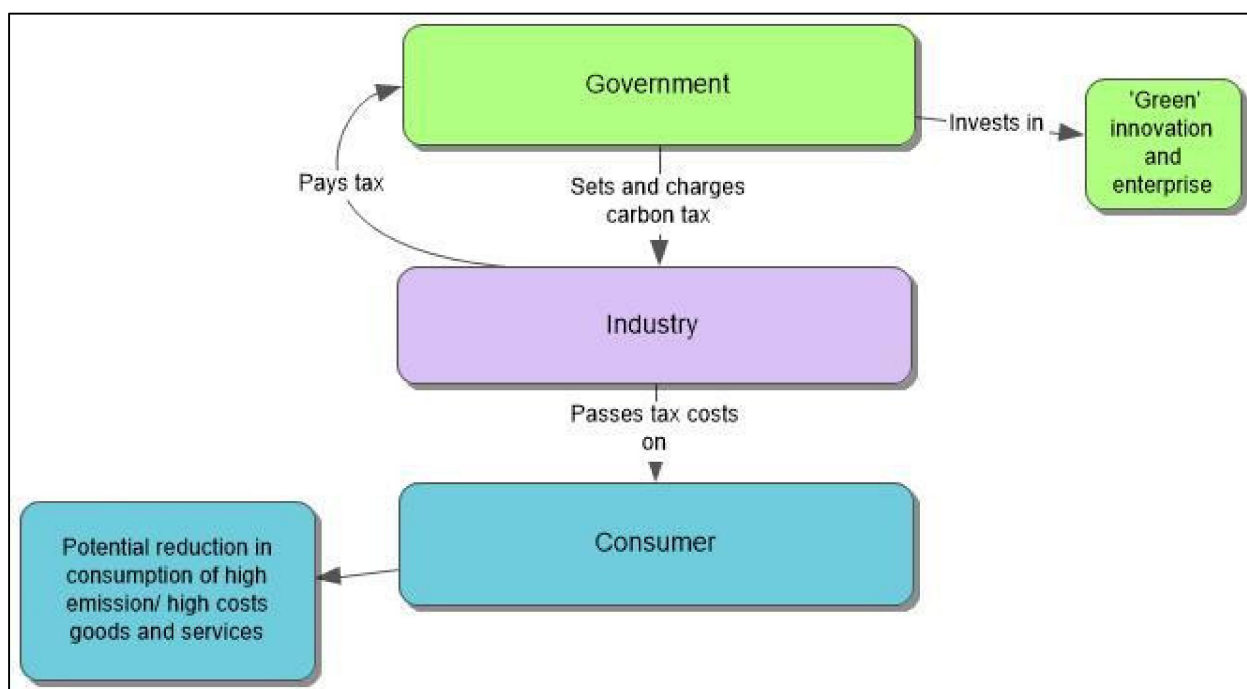 Government
'Green'
innovation
and
enterprise
Invests in
Pays tax
Sets and charges
carbon tax
Industry
Passes tax costs
on
Consumer
Potential reduction in
consumption of high
emission/ high costs
goods and services